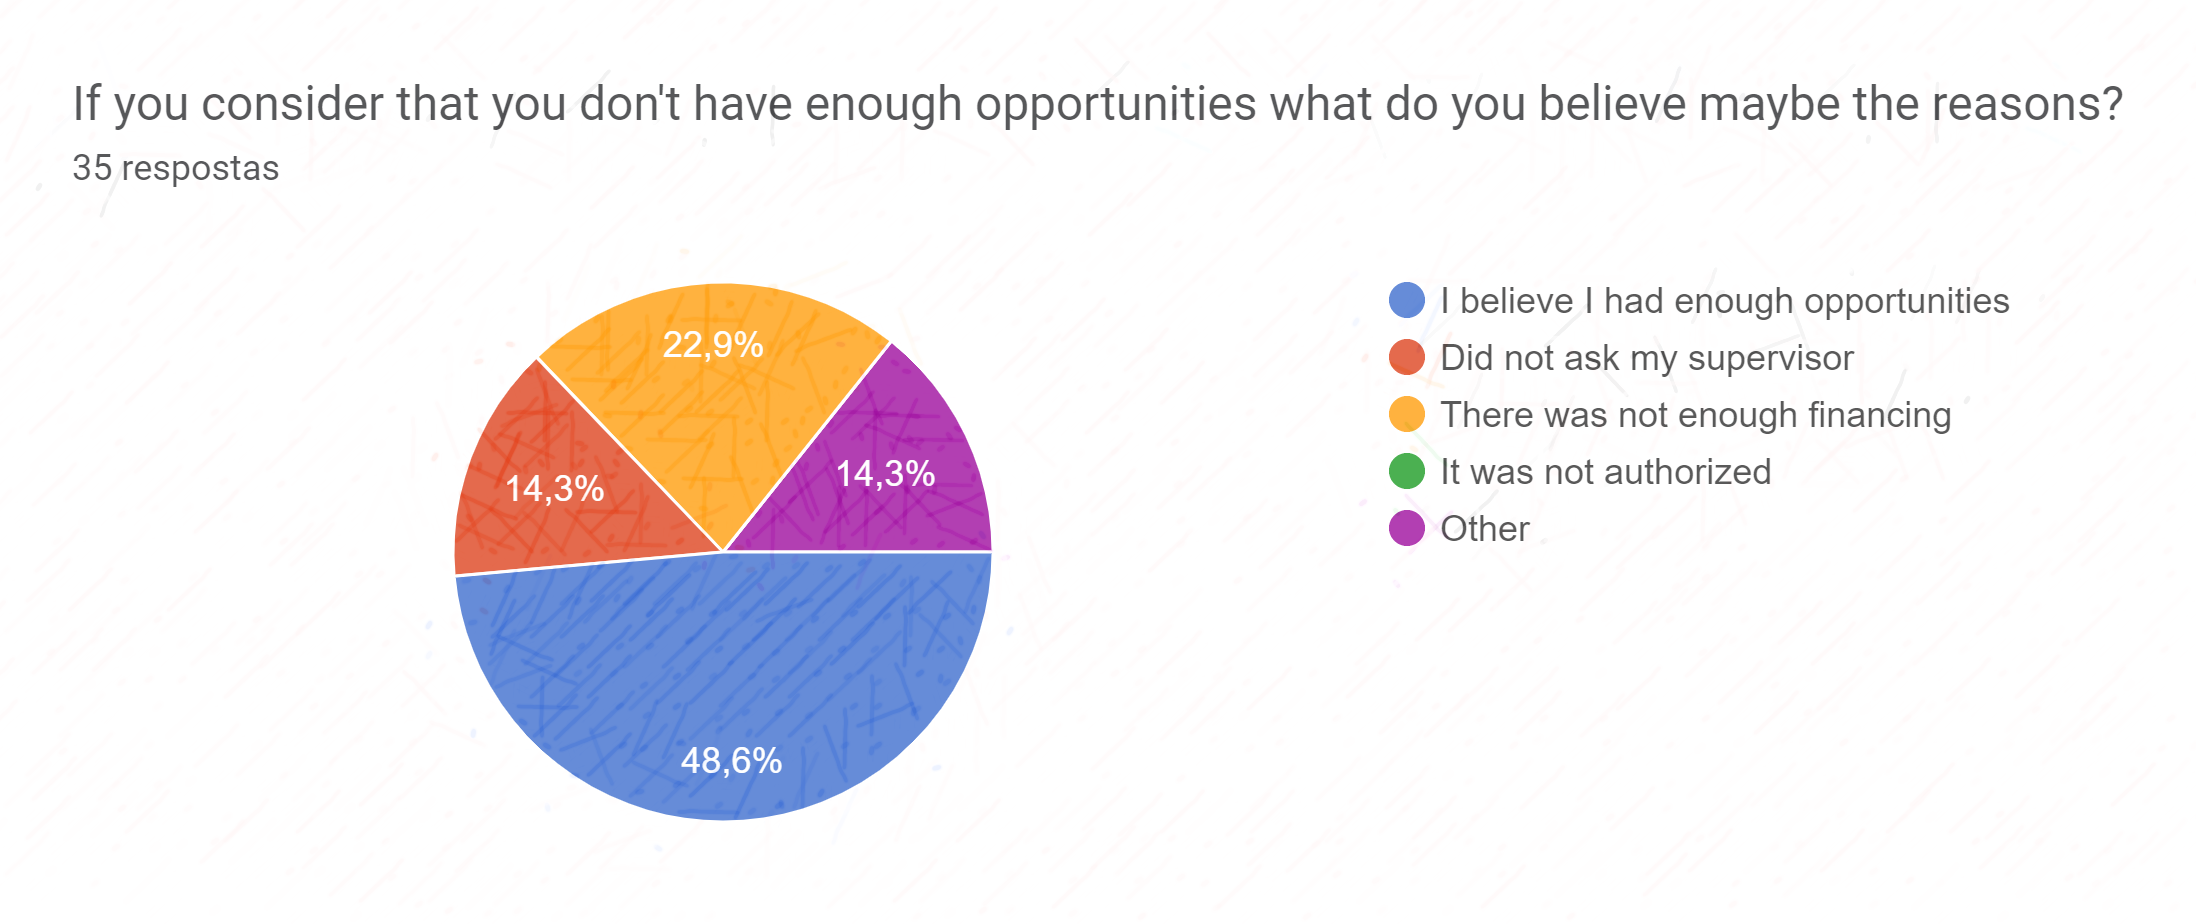 If you consider that you don't have enough opportunities what do you believe maybe the reasons?
35 respostas
22,9%
14,3%
14,3%
48,6%
I believe I had enough opportunities
Did not ask my supervisor
There was not enough financing
It was not authorized
Other